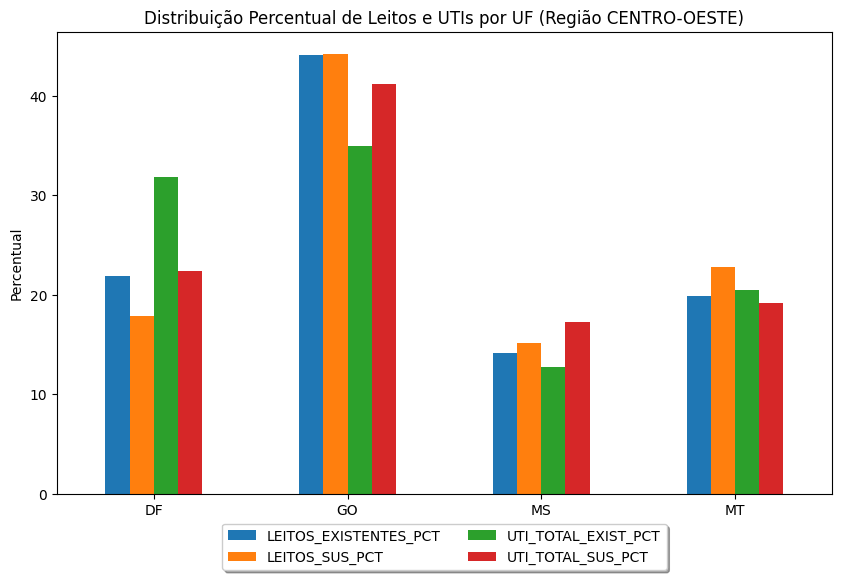 Distribuição Percentual de Leitos e UTIs por UF (Região CENTRO-OESTE)
Percentual
40
30
20
10
0
DF GO MS MT
LEITOS_EXISTENTES_PCT UTI_TOTAL_EXIST_PCT
LEITOS_SUS_PCT UTI_TOTAL_SUS_PCT